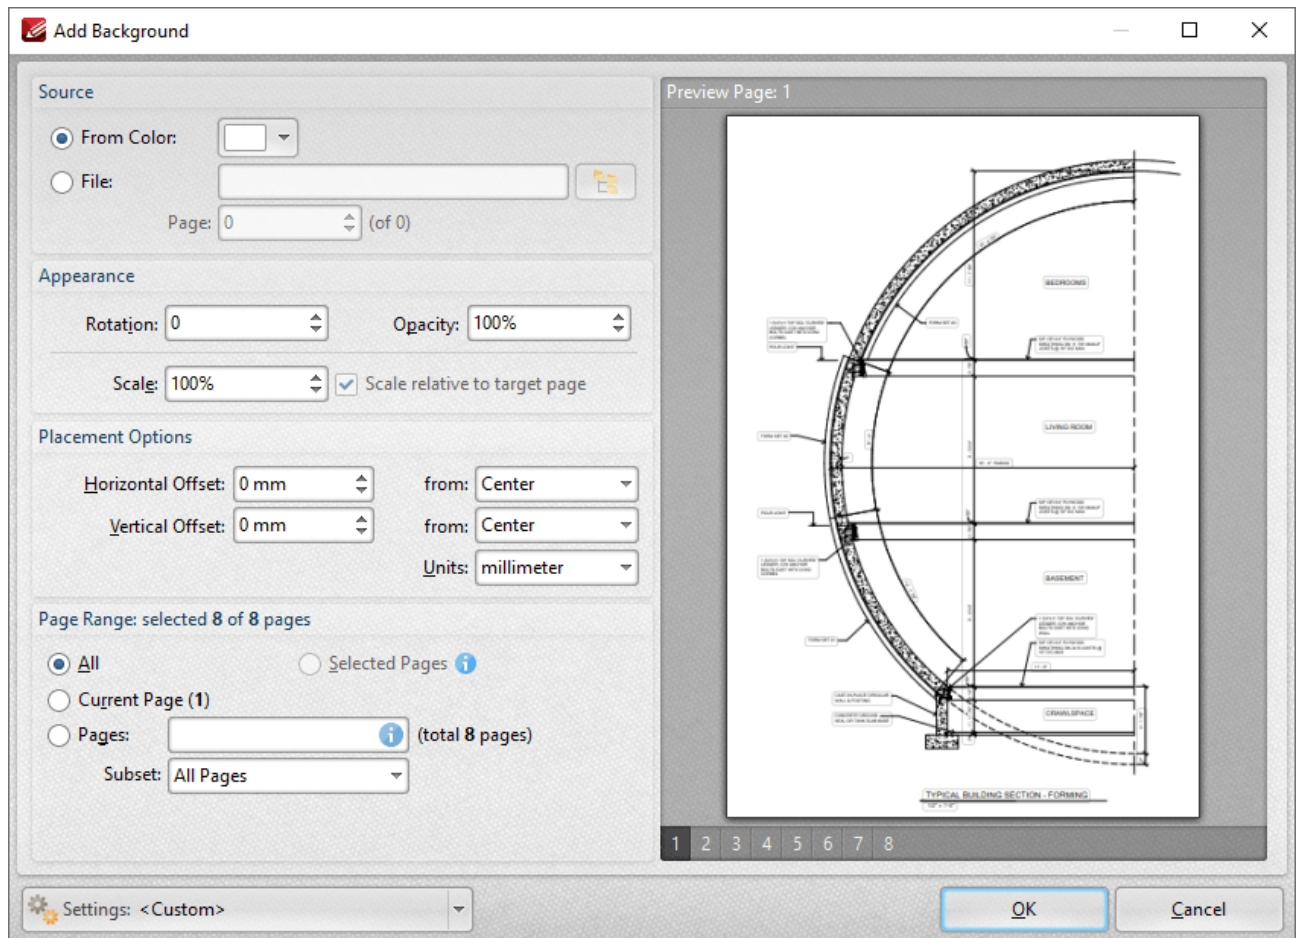 Add Background
Source
From Color:
File:
Page: 0 (of 0)
Appearance
Rotation: 0 Opacity: 100%
Scale: 100% Scale relative to target page
Placement Options
Horizontal Offset: 0 mm from: Center
Vertical Offset: 0 mm from: Center
Units: millimeter
Page Range: selected 8 of 8 pages
All Selected Pages
Current Page (1)
Pages: (total 8 pages)
Subset: All Pages
Preview Page: 1
BEDROOMS
LIVING ROOM
BASEMENT
CRAWLSPACE
TYPICAL BUILDING SECTION - FORMING
1 2 3 4 5 6 7 8
Settings: <Custom>
OK Cancel